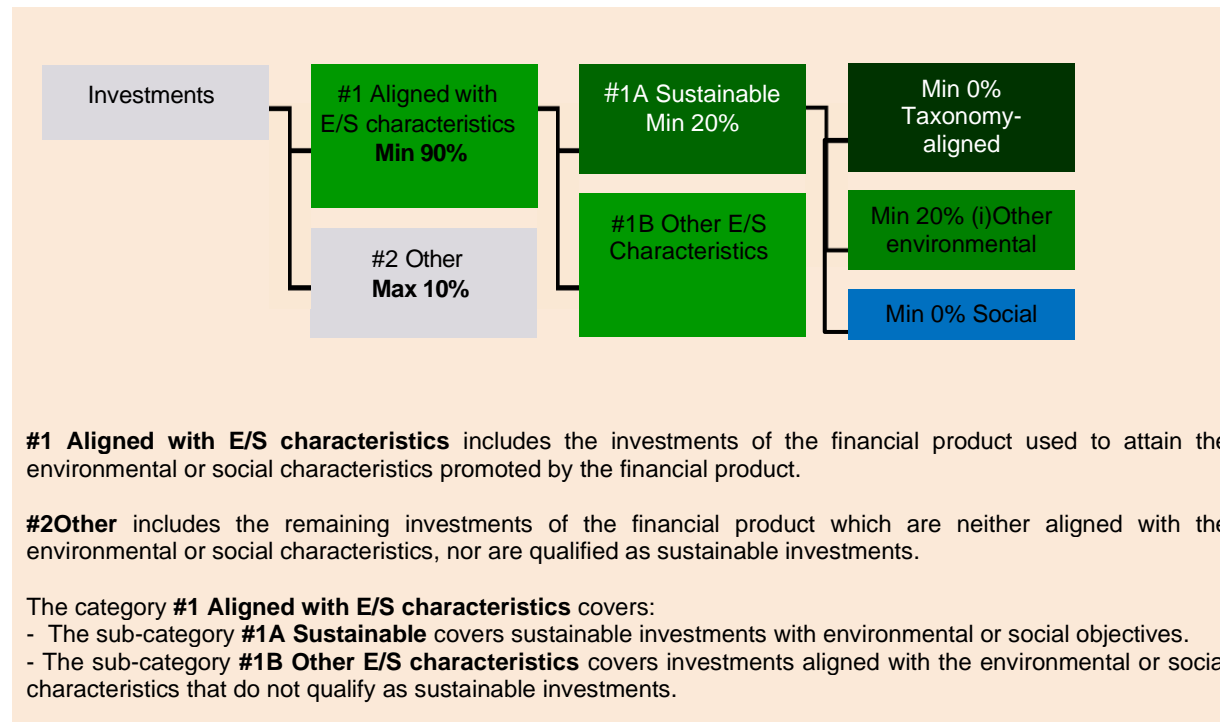 Investments
#1 Aligned with
E/S characteristics
Min 90%
#2 Other
Max 10%
#1A Sustainable
Min 20%
#1B Other E/S
Characteristics
Min 0%
Taxonomy-
aligned
Min 20% (i)Other
environmental
Min 0% Social
#1 Aligned with E/S characteristics includes the investments of the financial product used to attain the
environmental or social characteristics promoted by the financial product.
#2Other includes the remaining investments of the financial product which are neither aligned with the
environmental or social characteristics, nor are qualified as sustainable investments.
The category #1 Aligned with E/S characteristics covers:
- The sub-category #1A Sustainable covers sustainable investments with environmental or social objectives.
- The sub-category #1B Other E/S characteristics covers investments aligned with the environmental or social
characteristics that do not qualify as sustainable investments.